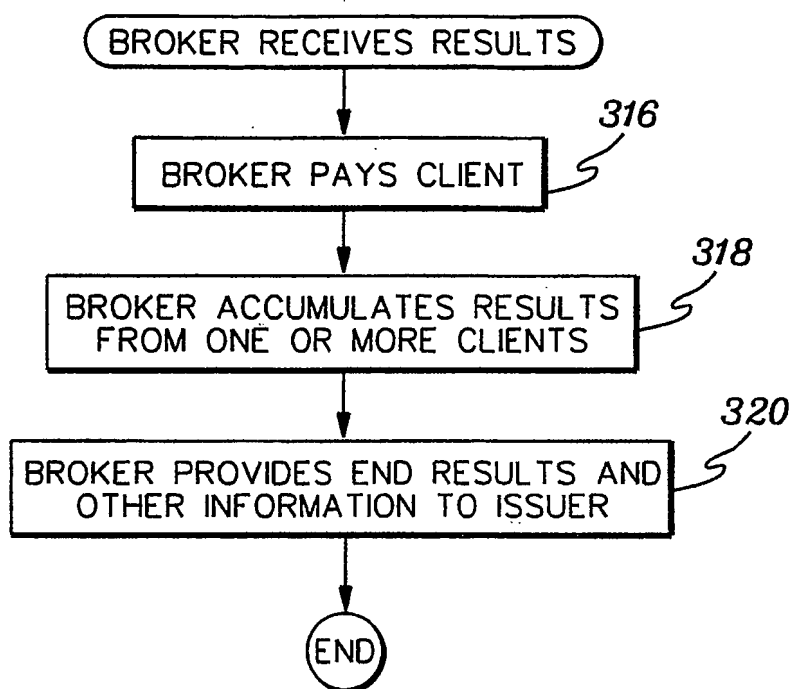 BROKER RECEIVES RESULTS
316
BROKER PAYS CLIENT
318
BROKER ACCUMULATES RESULTS
FROM ONE OR MORE CLIENTS
320
BROKER PROVIDES END RESULTS AND
OTHER INFORMATION TO ISSUER
END